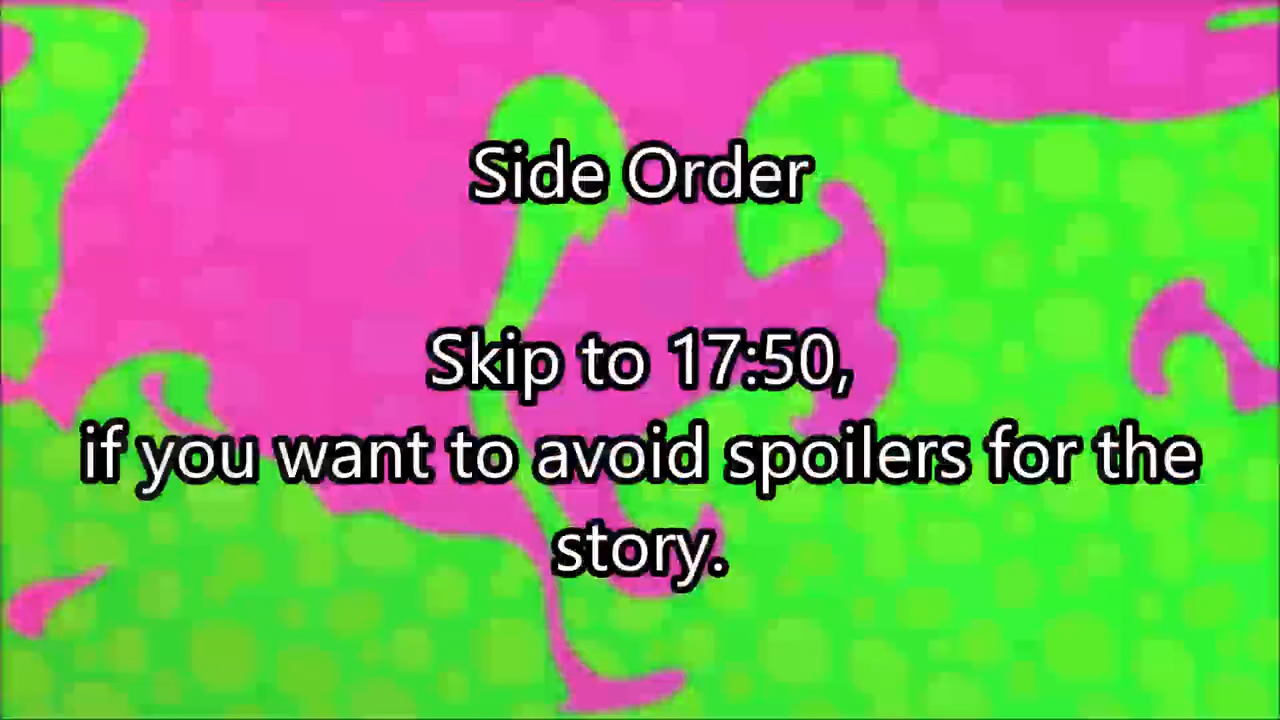 Side Order
Skip to 17:50,
if you want to avoid spoilers for the
story.